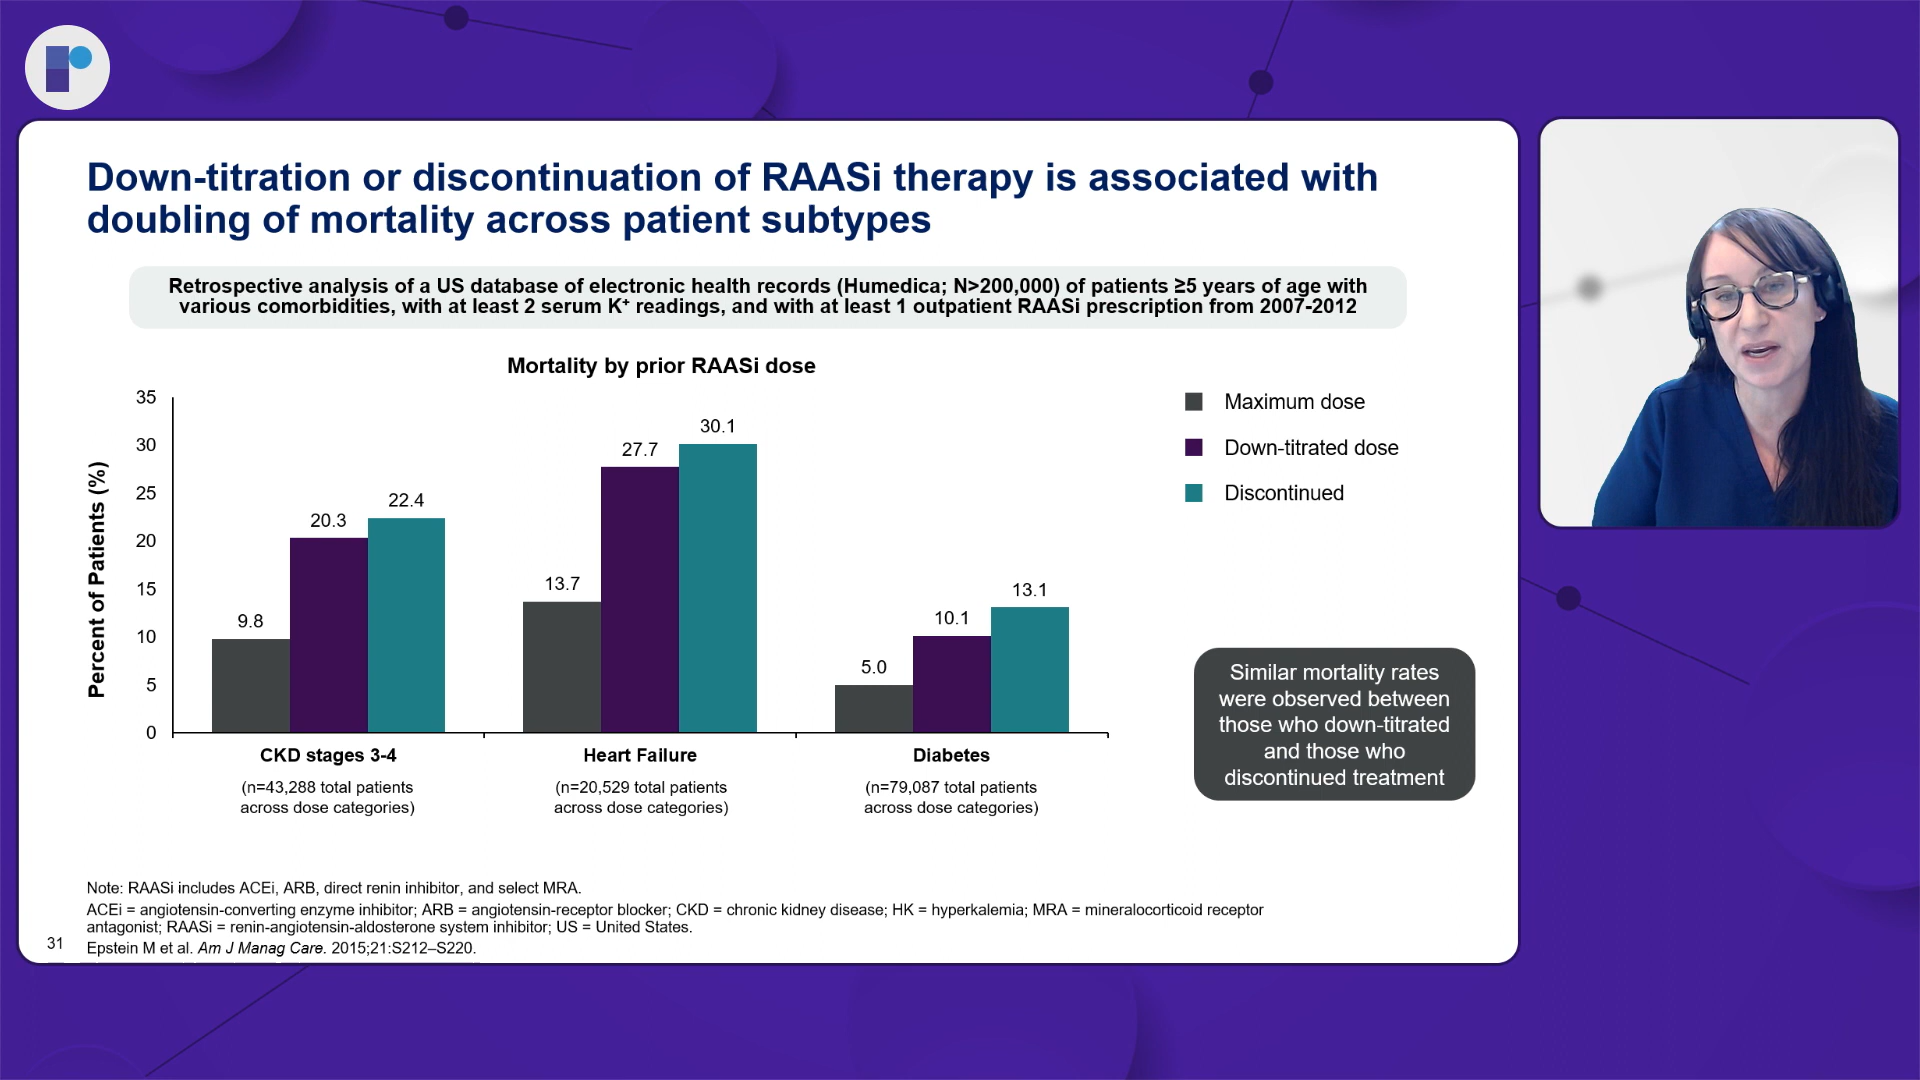 Down-titration or discontinuation of RAASi therapy is associated with
doubling of mortality across patient subtypes
Retrospective analysis of a US database of electronic health records (Humedica; N>200,000) of patients ≥5 years of age with
various comorbidities, with at least 2 serum K⁺ readings, and with at least 1 outpatient RAASi prescription from 2007-2012
Mortality by prior RAASi dose
Percent of Patients (%)
35
30
25
20
15
10
5
0
9.8
20.3
22.4
13.7
27.7
30.1
5.0
10.1
13.1
CKD stages 3-4
(n=43,288 total patients
across dose categories)
Heart Failure
(n=20,529 total patients
across dose categories)
Diabetes
(n=79,087 total patients
across dose categories)
Maximum dose
Down-titrated dose
Discontinued
Similar mortality rates
were observed between
those who down-titrated
and those who
discontinued treatment
Note: RAASi includes ACEi, ARB, direct renin inhibitor, and select MRA.
ACEi = angiotensin-converting enzyme inhibitor; ARB = angiotensin-receptor blocker; CKD = chronic kidney disease; HK = hyperkalemia; MRA = mineralocorticoid receptor
antagonist; RAASi = renin-angiotensin-aldosterone system inhibitor; US = United States.
Epstein M et al. Am J Manag Care. 2015;21:S212–S220.
31